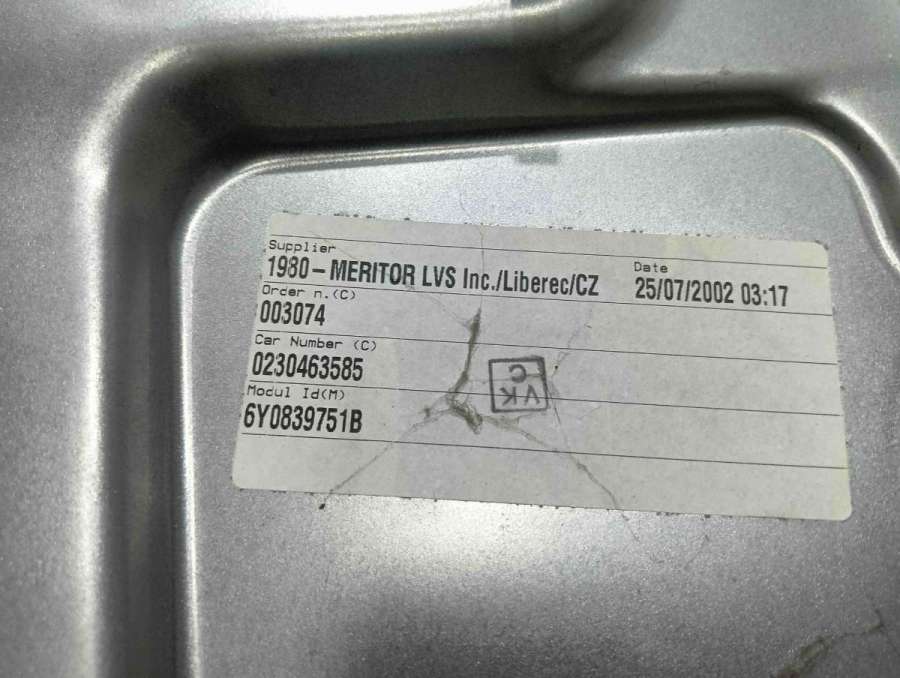 Supplier
1980-MERITOR LVS Inc./Liberec/CZ
Date
25/07/2002 03:17
Order n.(C)
003074
Car Number (C)
0230463585
Modul Id(M)
6Y0839751B
VK
C